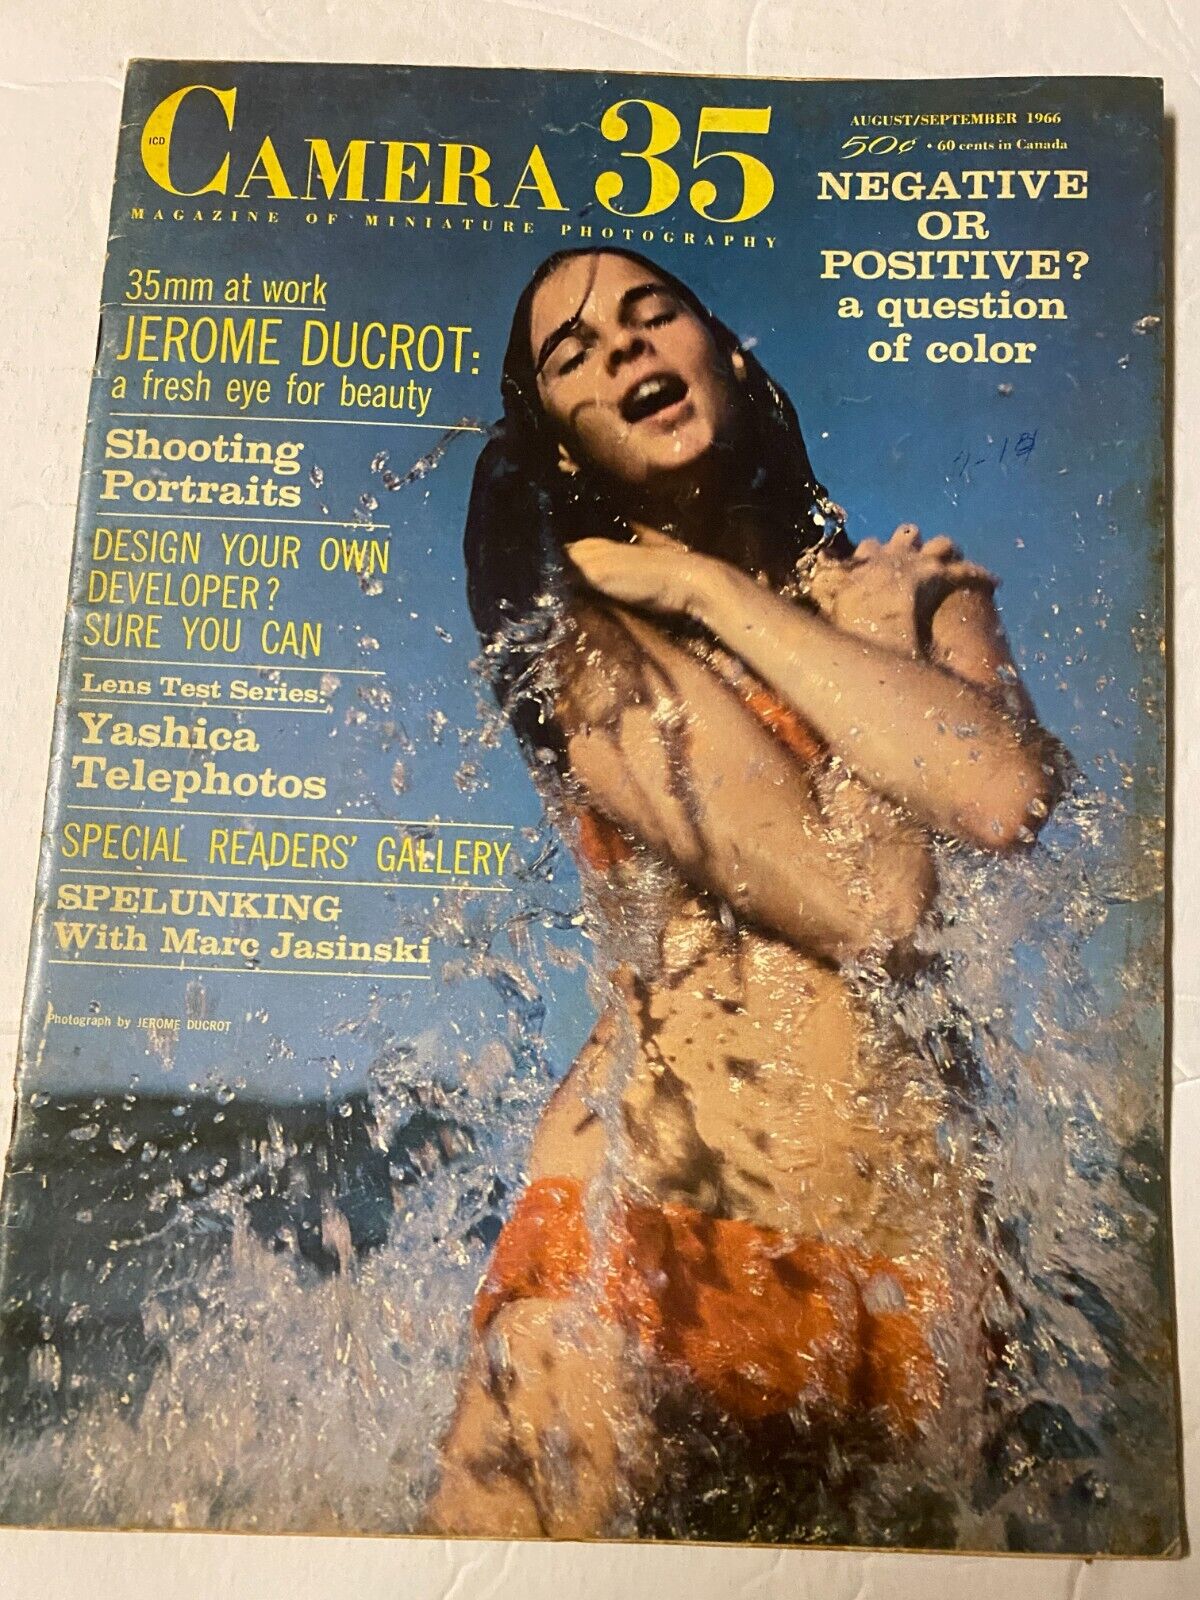 ICD
CAMERA 35
MAGAZINE OF MINIATURE PHOTOGRAPHY
AUGUST/SEPTEMBER 1966
50¢ • 60 cents in Canada
NEGATIVE
OR
POSITIVE?
a question
of color
35mm at work
JEROME DUCROT:
a fresh eye for beauty
Shooting
Portraits
DESIGN YOUR OWN
DEVELOPER?
SURE YOU CAN
Lens Test Series:
Yashica
Telephotos
SPECIAL READERS' GALLERY
SPELUNKING
With Marc Jasinski
Photograph by JEROME DUCROT